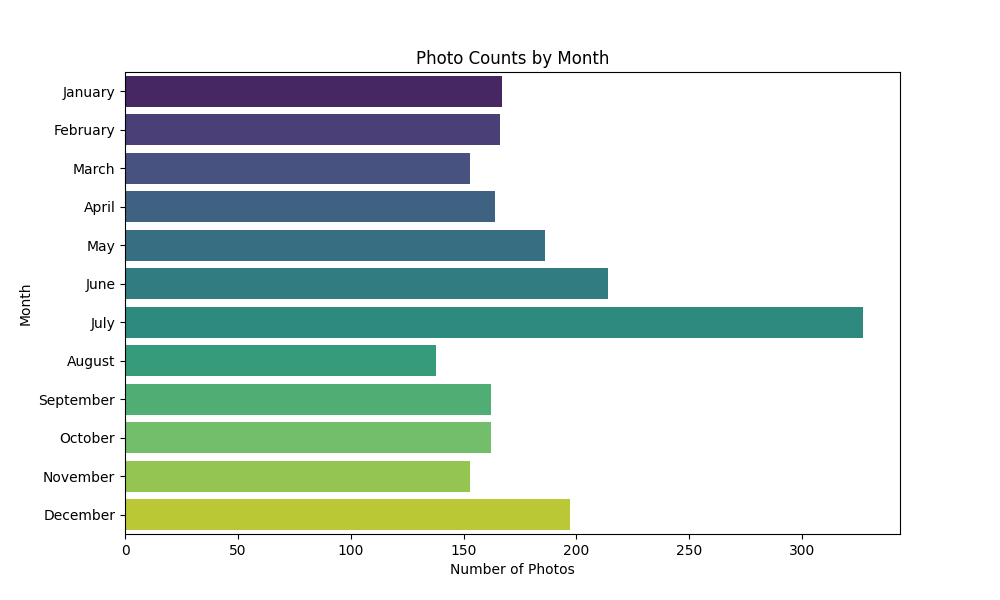 Photo Counts by Month
Month
January
February
March
April
May
June
July
August
September
October
November
December
0 50 100 150 200 250 300
Number of Photos